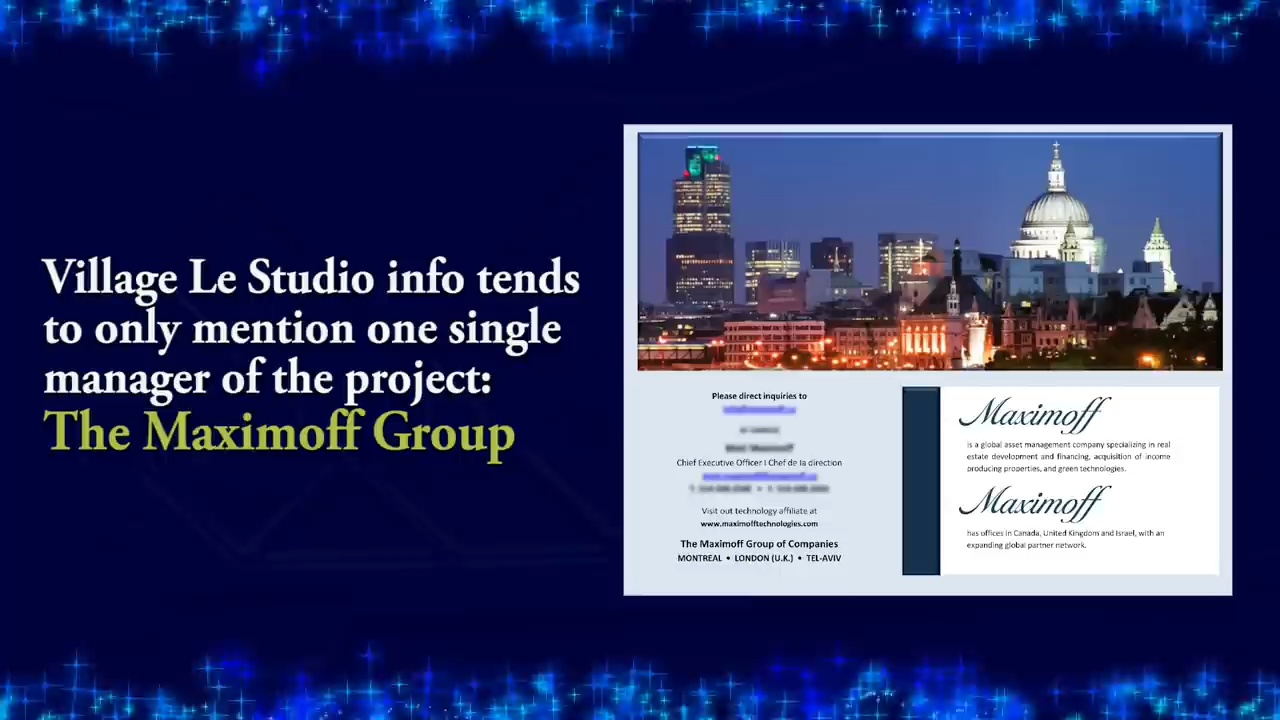 Village Le Studio info tends
to only mention one single
manager of the project:
The Maximoff Group
Please direct inquiries to
Chief Executive Officer I Chef de la direction
Visit out technology affiliate at
www.maximofftechnologies.com
The Maximoff Group of Companies
MONTREAL • LONDON (U.K.) • TEL-AVIV
Maximoff
is a global asset management company specializing in real
estate development and financing, acquisition of income
producing properties, and green technologies.
Maximoff
has offices in Canada, United Kingdom and Israel, with an
expanding global partner network.